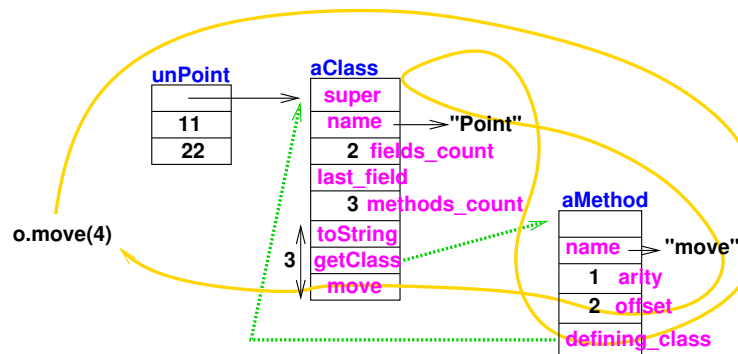 unPoint
11
22
aClass
super
name
"Point"
2 fields_count
last_field
3 methods_count
toString
getClass
move
3
o.move(4)
aMethod
name
"move"
1 arity
2 offset
defining_class